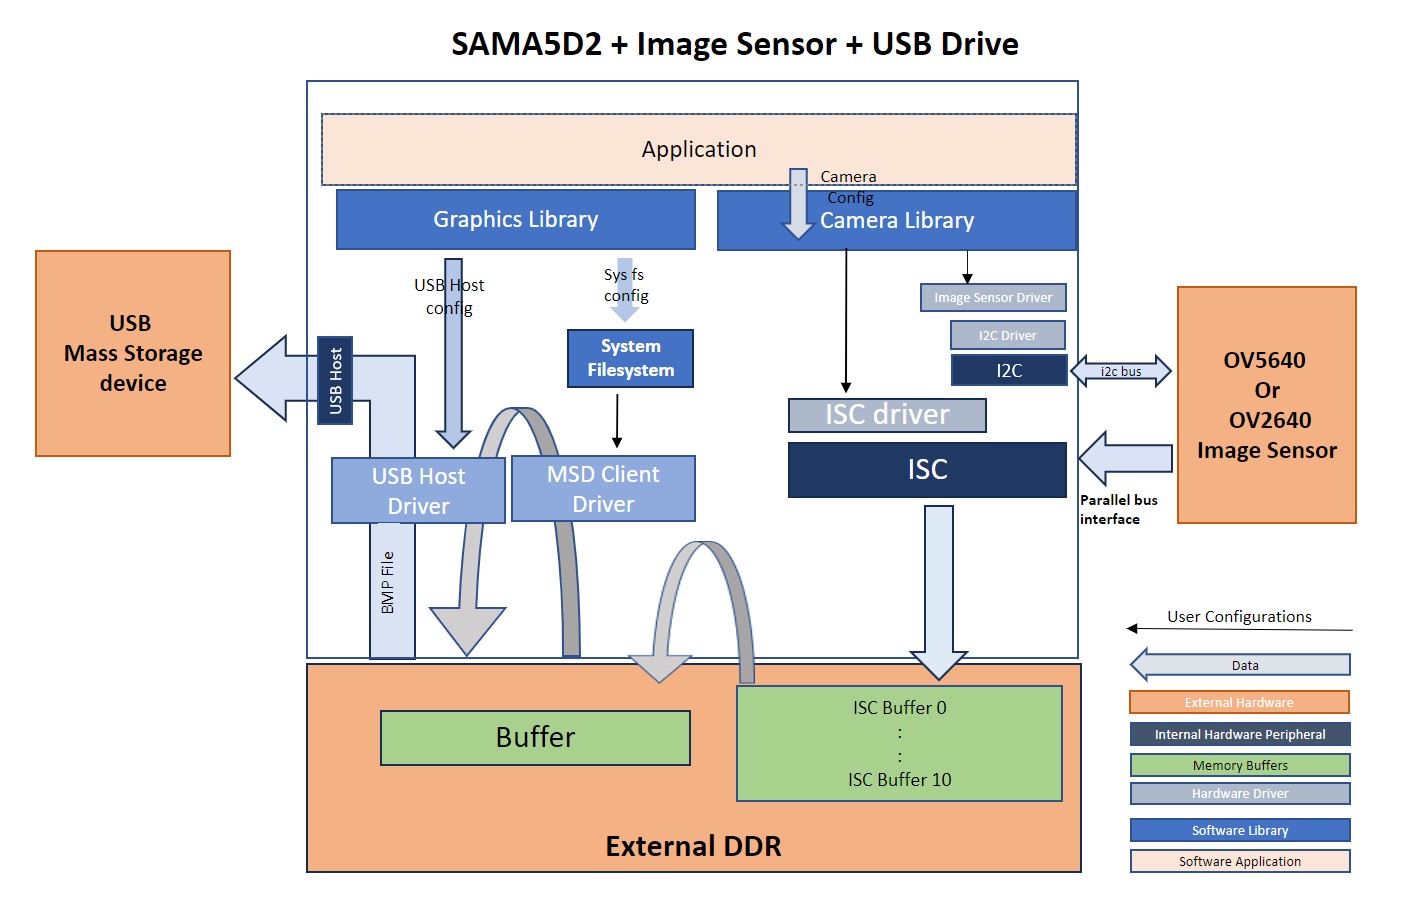 SAMA5D2 + Image Sensor + USB Drive
Application
Camera
Config
Graphics Library
Camera Library
USB Host
config
Sys fs
config
Image Sensor Driver
I2C Driver
I2C
i2c bus
USB
Mass Storage
device
USB Host
System
Filesystem
OV5640
Or
OV2640
Image Sensor
ISC driver
ISC
Parallel bus
interface
USB Host
Driver
MSD Client
Driver
BMP File
User Configurations
Data
External Hardware
Internal Hardware Peripheral
Memory Buffers
Hardware Driver
Software Library
Software Application
Buffer
ISC Buffer 0
:
:
ISC Buffer 10
External DDR